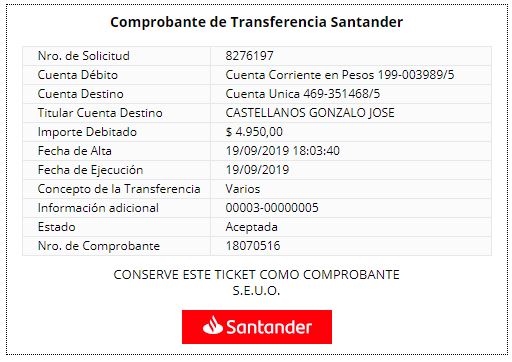 Comprobante de Transferencia Santander
Nro. de Solicitud 8276197
Cuenta Débito Cuenta Corriente en Pesos 199-003989/5
Cuenta Destino Cuenta Unica 469-351468/5
Titular Cuenta Destino CASTELLANOS GONZALO JOSE
Importe Debitado $ 4.950,00
Fecha de Alta 19/09/2019 18:03:40
Fecha de Ejecución 19/09/2019
Concepto de la Transferencia Varios
Información adicional 00003-00000005
Estado Aceptada
Nro. de Comprobante 18070516
CONSERVE ESTE TICKET COMO COMPROBANTE
S.E.U.O.
Santander